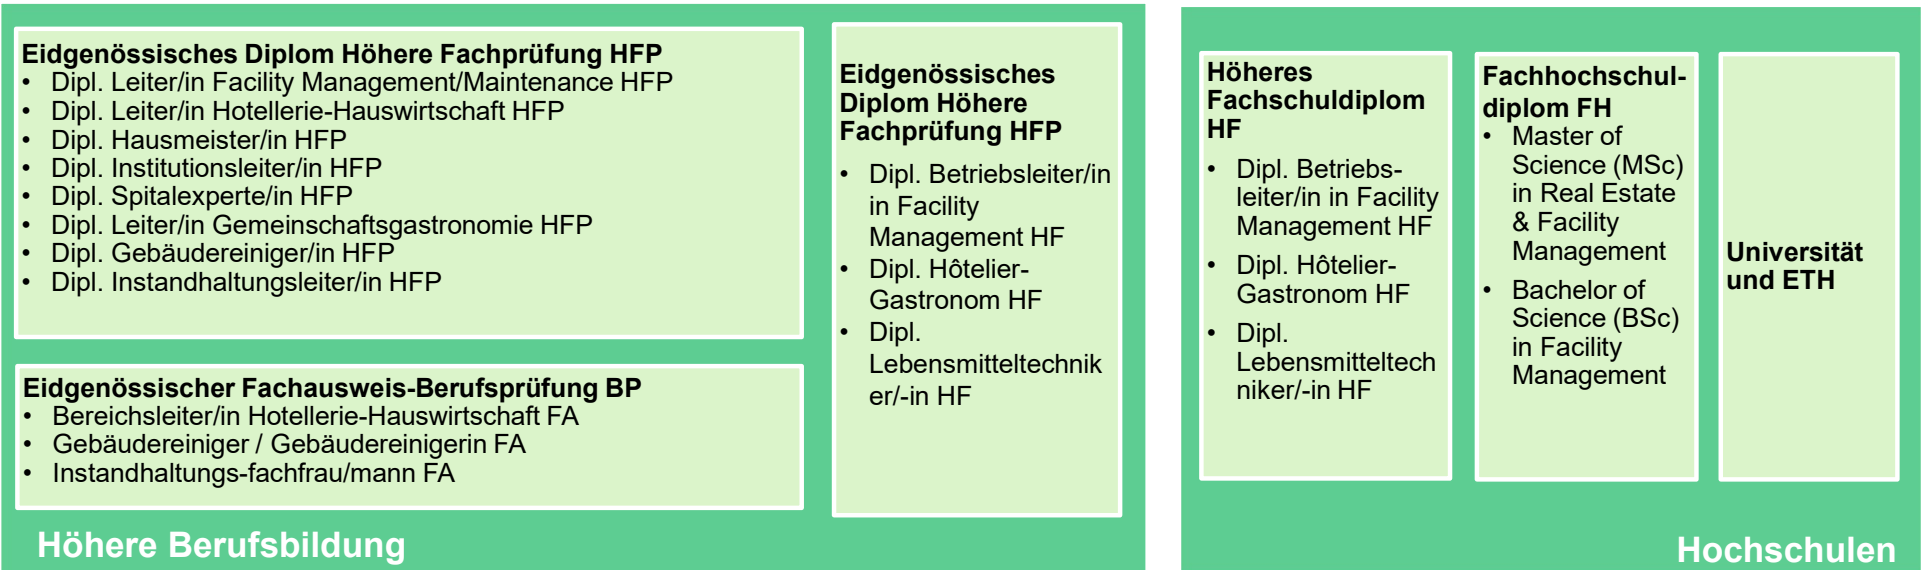 Eidgenössisches Diplom Höhere Fachprüfung HFP
• Dipl. Leiter/in Facility Management/Maintenance HFP
• Dipl. Leiter/in Hotellerie-Hauswirtschaft HFP
• Dipl. Hausmeister/in HFP
• Dipl. Institutionsleiter/in HFP
• Dipl. Spitalexperte/in HFP
• Dipl. Leiter/in Gemeinschaftsgastronomie HFP
• Dipl. Gebäudereiniger/in HFP
• Dipl. Instandhaltungsleiter/in HFP
Eidgenössischer Fachausweis-Berufsprüfung BP
• Bereichsleiter/in Hotellerie-Hauswirtschaft FA
• Gebäudereiniger / Gebäudereinigerin FA
• Instandhaltungs-fachfrau/mann FA
Eidgenössisches
Diplom Höhere
Fachprüfung HFP
• Dipl. Betriebsleiter/in
in Facility
Management HF
• Dipl. Hôtelier-
Gastronom HF
• Dipl.
Lebensmitteltechnik
er/-in HF
Höhere Berufsbildung
Höheres
Fachschuldiplom
HF
• Dipl. Betriebs-
leiter/in in Facility
Management HF
• Dipl. Hôtelier-
Gastronom HF
• Dipl.
Lebensmitteltech
niker/-in HF
Fachhochschul-
diplom FH
• Master of
Science (MSc)
in Real Estate
& Facility
Management
• Bachelor of
Science (BSc)
in Facility
Management
Universität
und ETH
Hochschulen